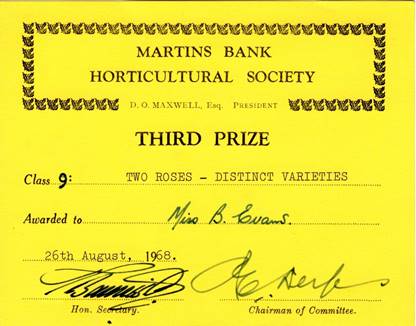 MARTINS BANK
HORTICULTURAL SOCIETY
D. O. MAXWELL, Esq. PRESIDENT
THIRD PRIZE
Class 9: TWO ROSES - DISTINCT VARIETIES
Awarded to Miss B. Evans.
26th August, 1968.
Hon. Secretary. Chairman of Committee.